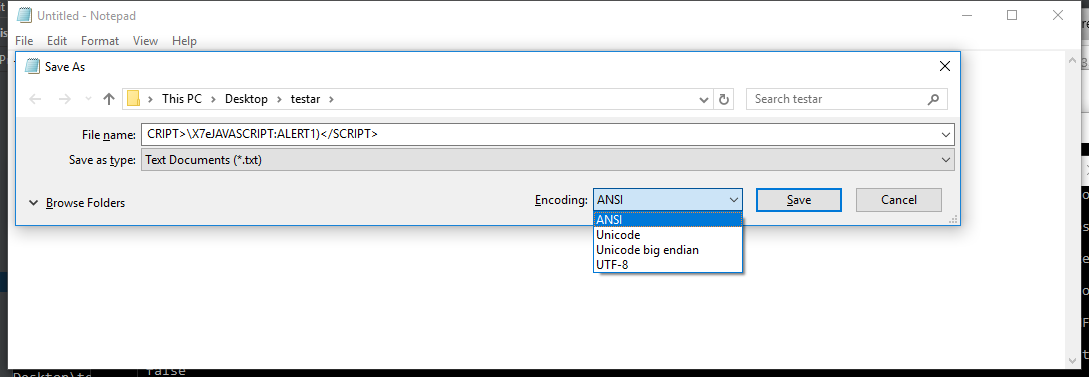 Untitled - Notepad
File Edit Format View Help
Save As
This PC Desktop testar
Search testar
File name: CRIPT>\X7eJAVASCRIPT:ALERT1)</SCRIPT>
Save as type: Text Documents (*.txt)
Browse Folders
Encoding: ANSI
Save
Cancel
ANSI
Unicode
Unicode big endian
UTF-8
false